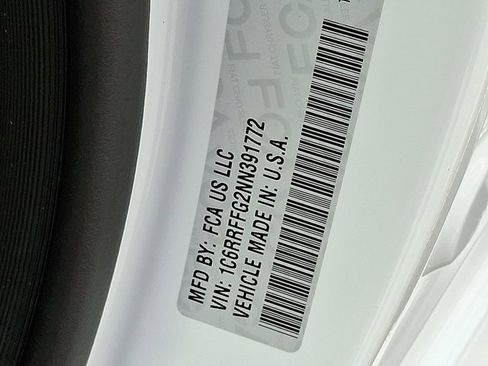 MFD BY: FCA US LLC
VIN: 1C6RRFFG2NN391772
VEHICLE MADE IN: U.S.A.